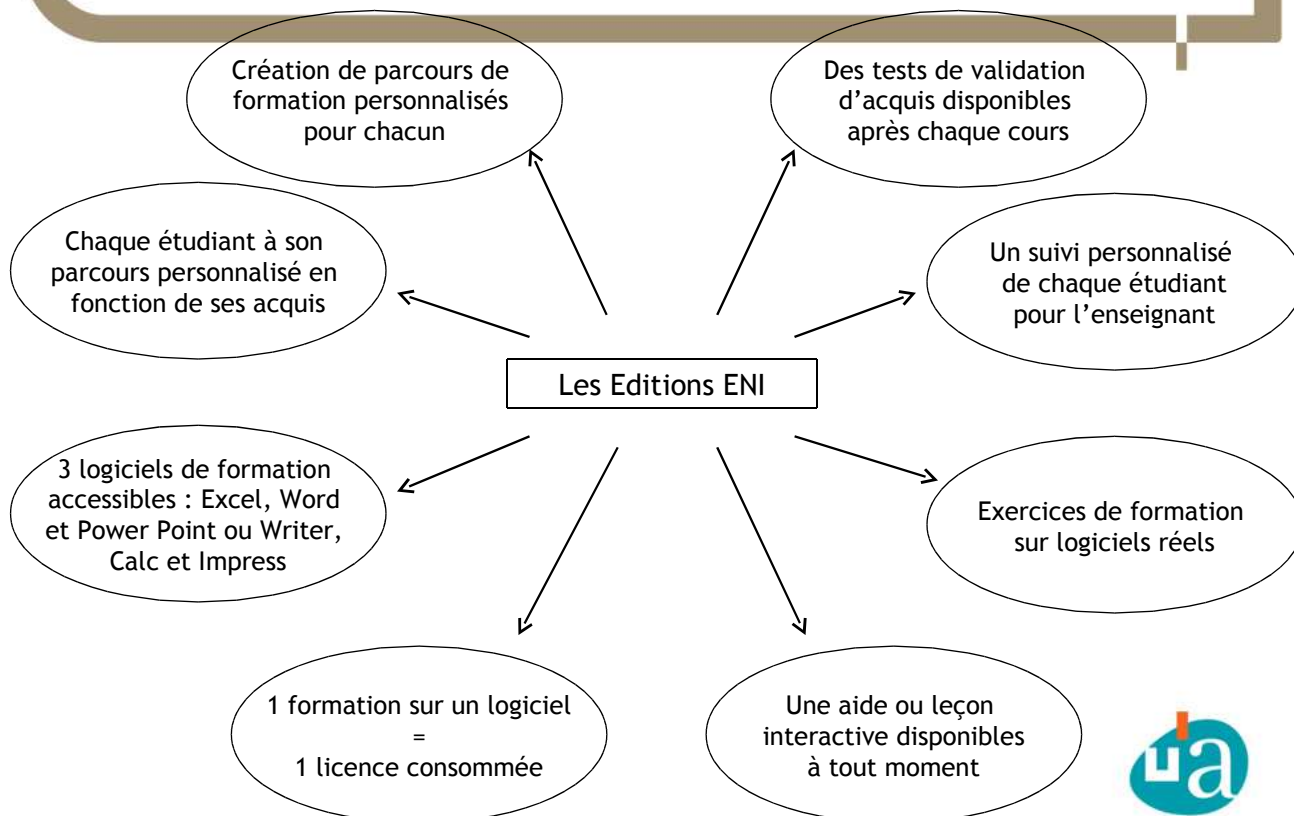 Création de parcours de
formation personnalisés
pour chacun
Des tests de validation
d'acquis disponibles
après chaque cours
Chaque étudiant à son
parcours personnalisé en
fonction de ses acquis
Un suivi personnalisé
de chaque étudiant
pour l'enseignant
Les Editions ENI
3 logiciels de formation
accessibles : Excel, Word
et Power Point ou Writer,
Calc et Impress
Exercices de formation
sur logiciels réels
1 formation sur un logiciel
=
1 licence consommée
Une aide ou leçon
interactive disponibles
à tout moment
ua